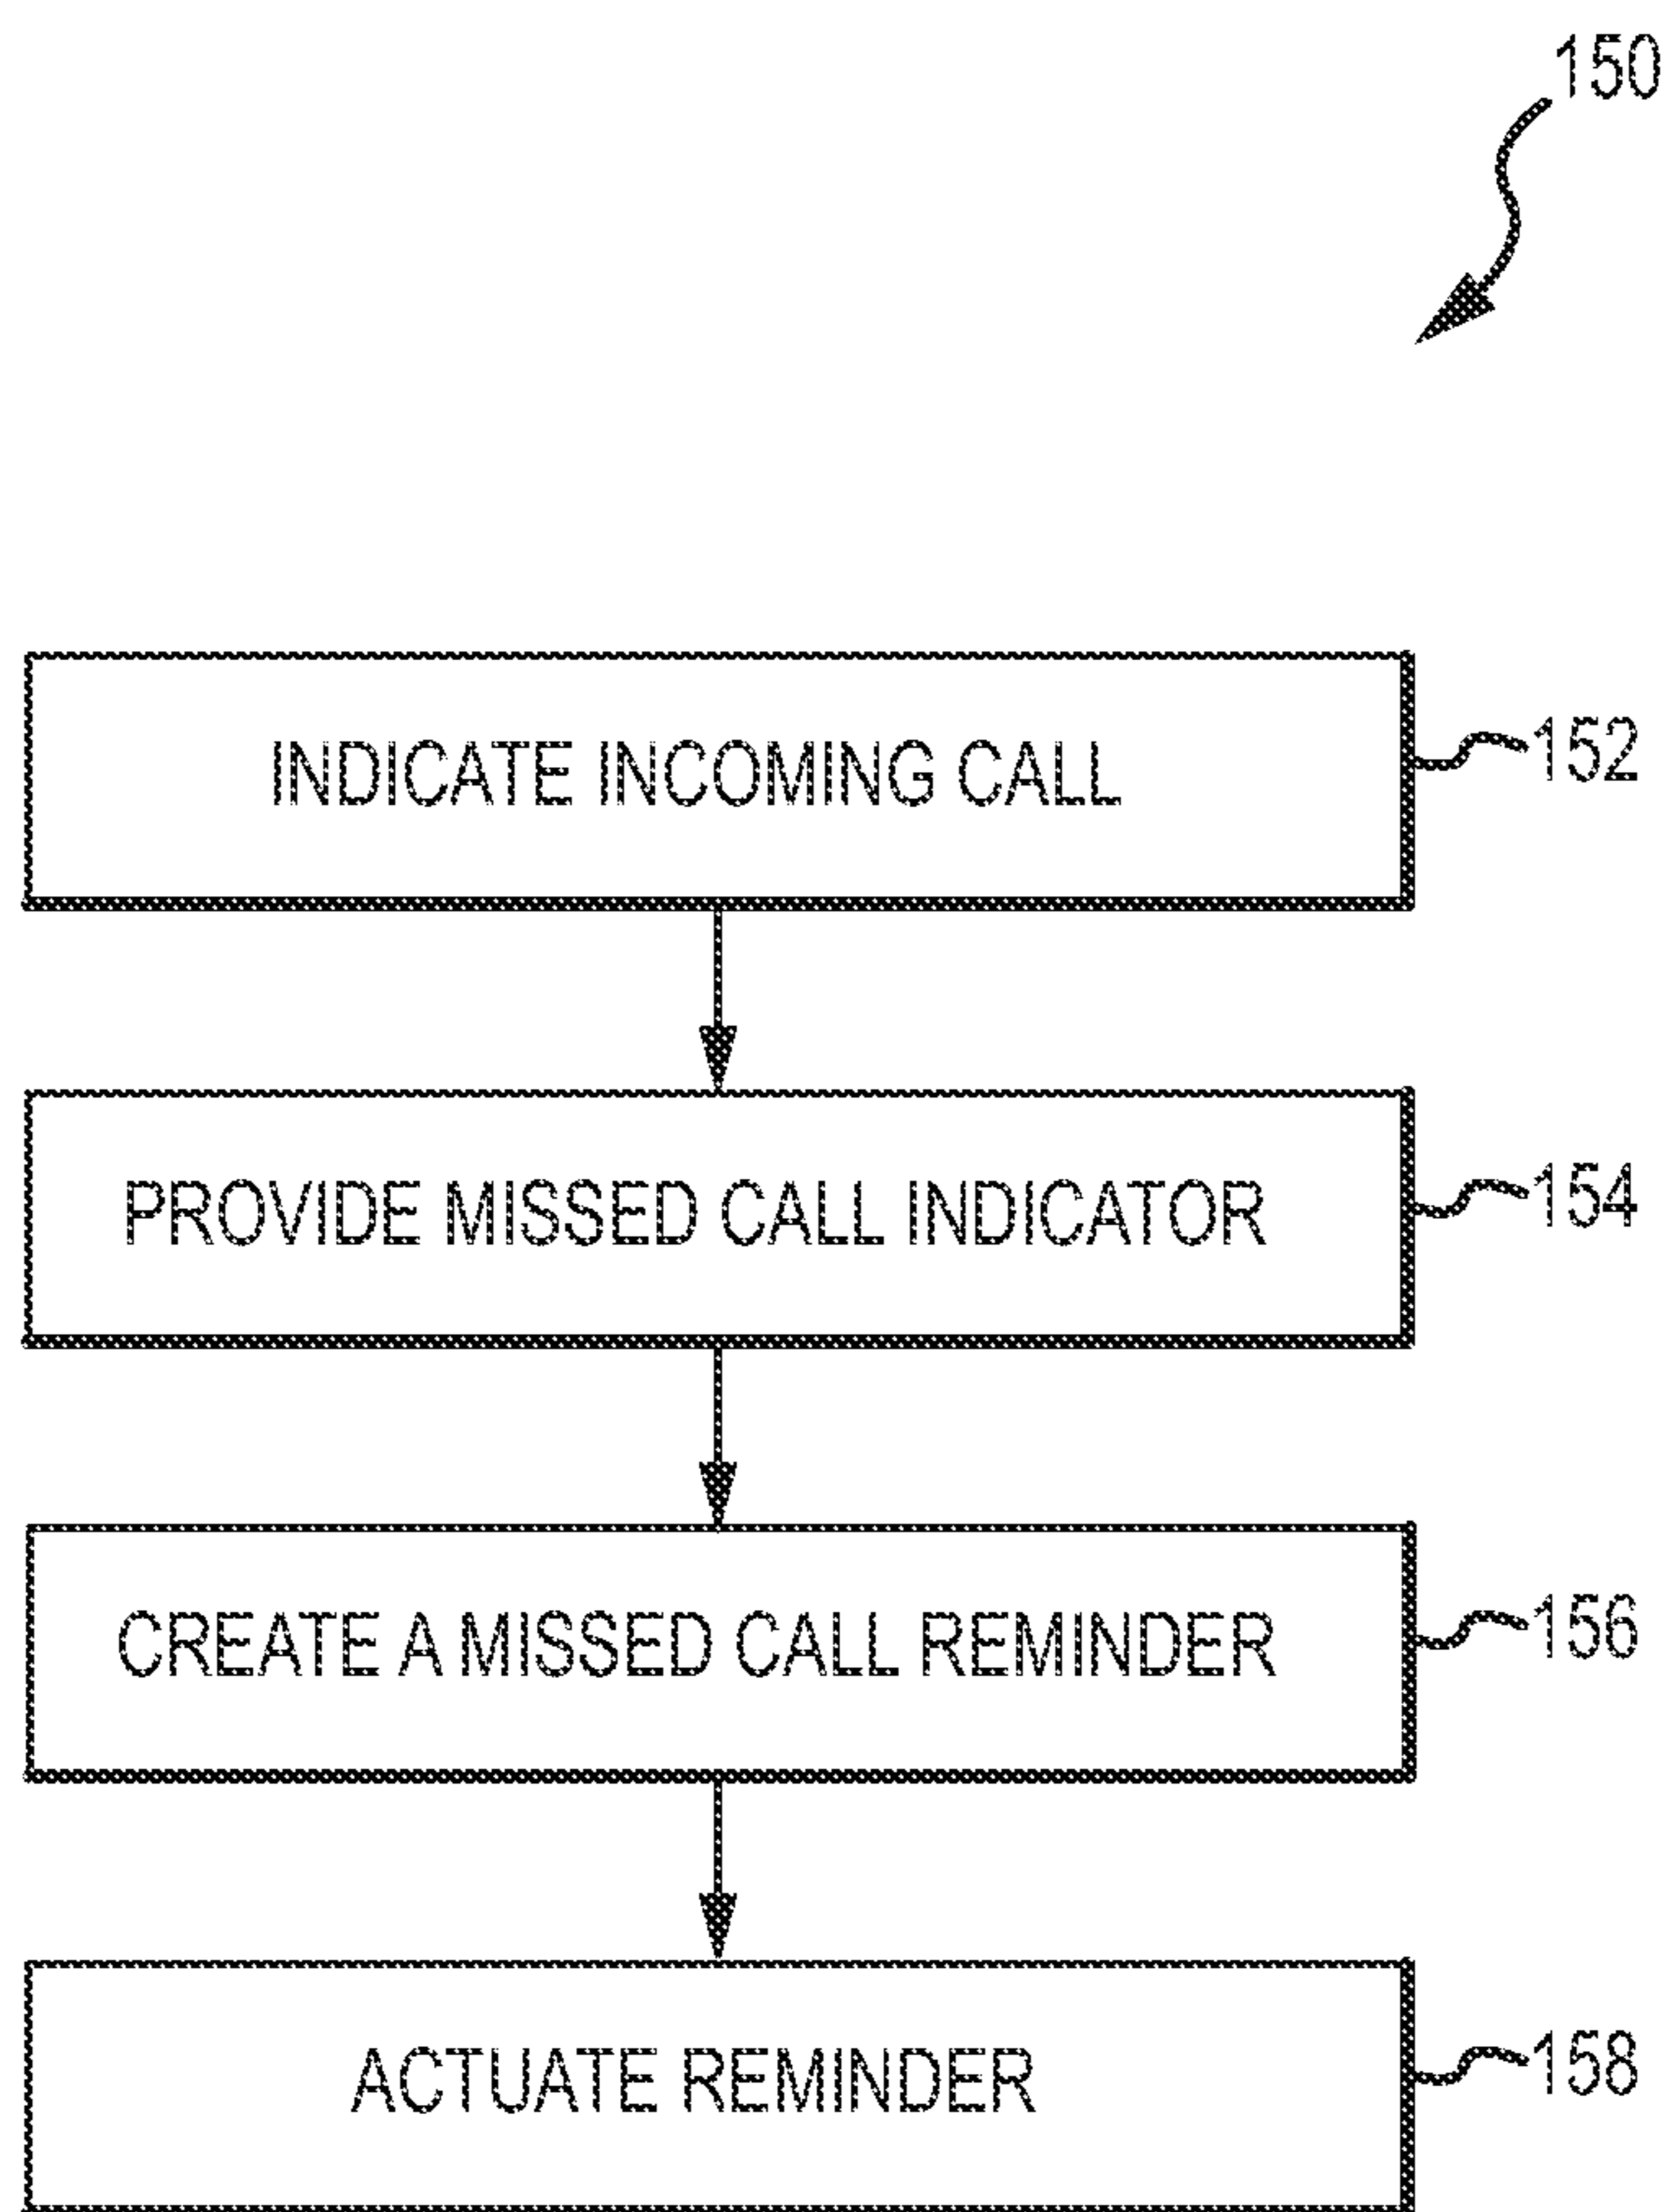 150
INDICATE INCOMING CALL
152
PROVIDE MISSED CALL INDICATOR
154
CREATE A MISSED CALL REMINDER
156
ACTUATE REMINDER
158